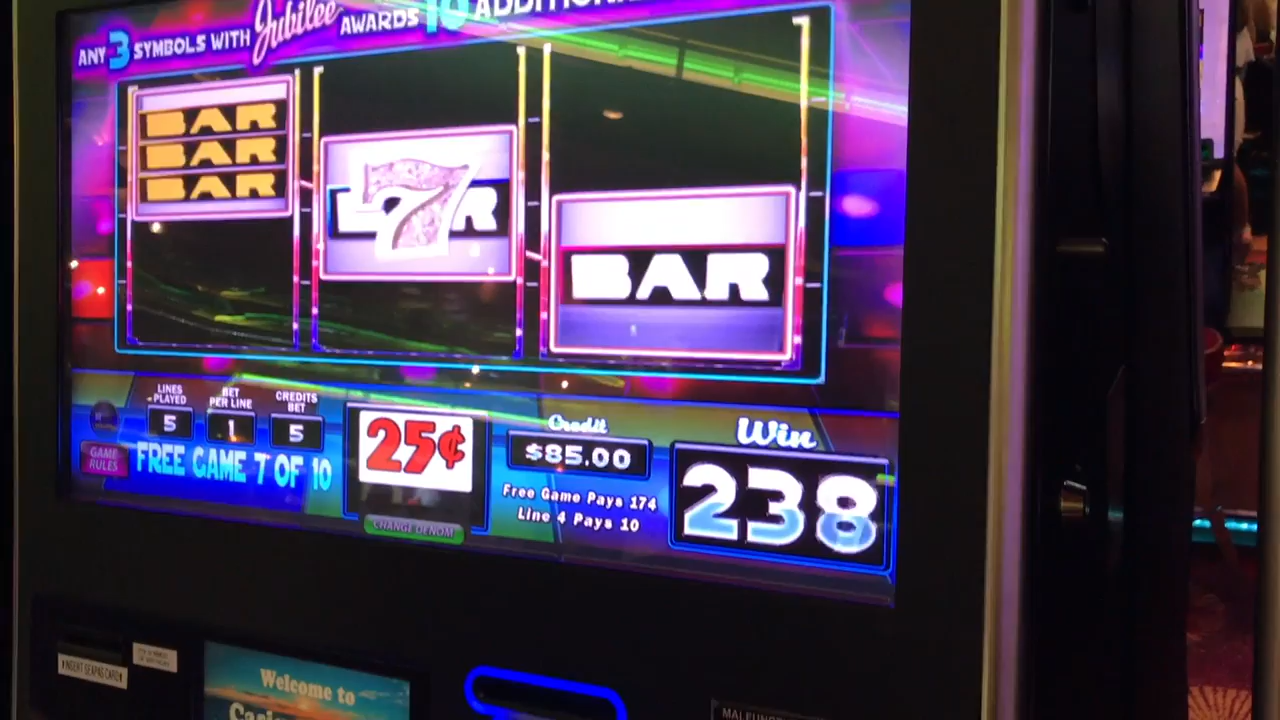 ANY 3 SYMBOLS WITH Jubilee AWARDS 10 ADDITIONAL
BAR
BAR
BAR
7
BAR
BAR
LINES PLAYED
5
BET PER LINE
1
CREDITS BET
5
GAME RULES
FREE GAME 7 OF 10
25¢
CHANGE DENOM
Credit
$85.00
Free Game Pays 174
Line 4 Pays 10
Win
238
Welcome to